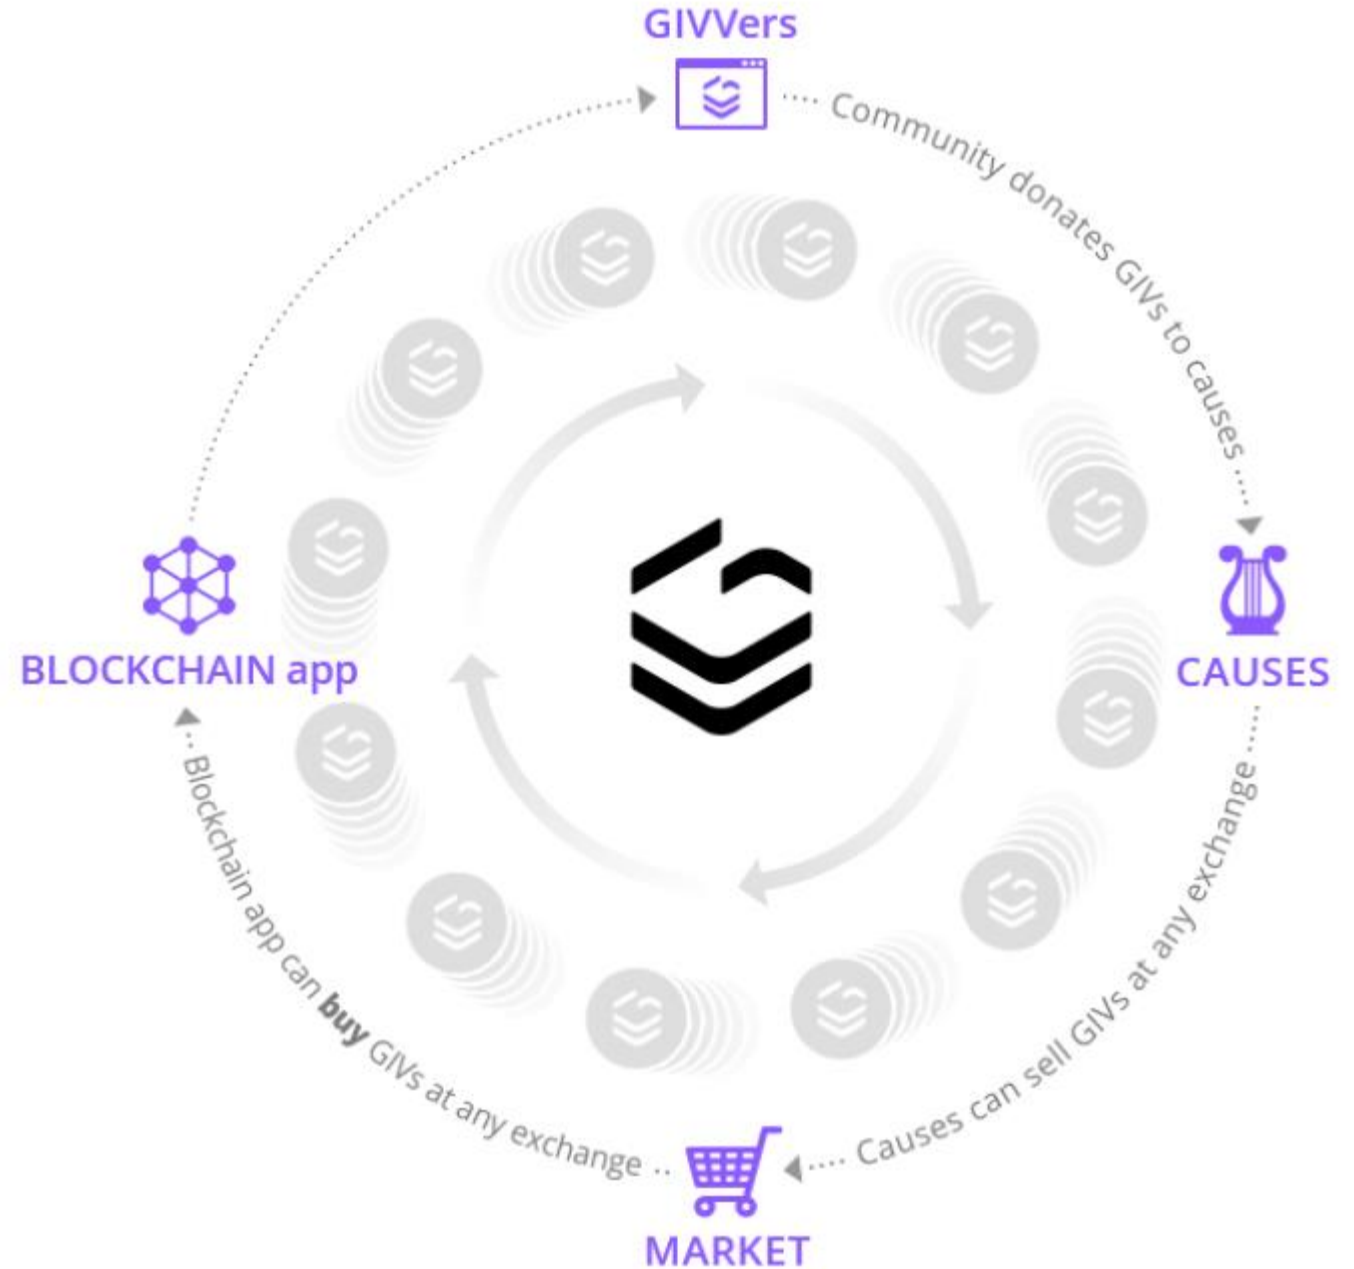 GIVVers
Community donates GIVs to causes
CAUSES
Causes can sell GIVs at any exchange
MARKET
Blockchain app can buy GIVs at any exchange
BLOCKCHAIN app